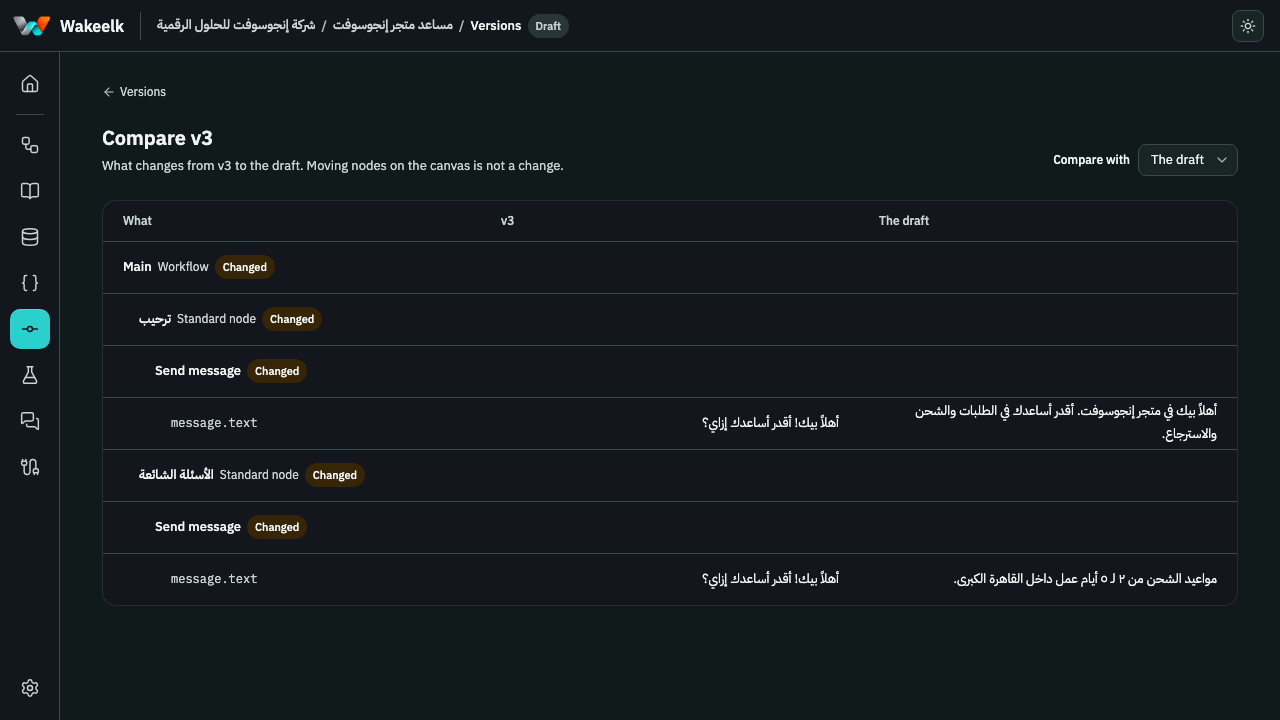 Wakeelk
شركة إنجوسوفت للحلول الرقمية / مساعد متجر إنجوسوفت / Versions Draft
← Versions
Compare v3
What changes from v3 to the draft. Moving nodes on the canvas is not a change.
Compare with The draft
What v3 The draft
Main Workflow Changed
ترحيب Standard node Changed
Send message Changed
message.text
أهلاً بيك! أقدر أساعدك إزاي؟
أهلاً بيك في متجر إنجوسوفت. أقدر أساعدك في الطلبات والشحن
والاسترجاع.
الأسئلة الشائعة Standard node Changed
Send message Changed
message.text
أهلاً بيك! أقدر أساعدك إزاي؟
مواعيد الشحن من ٢ لـ ٥ أيام عمل داخل القاهرة الكبرى.